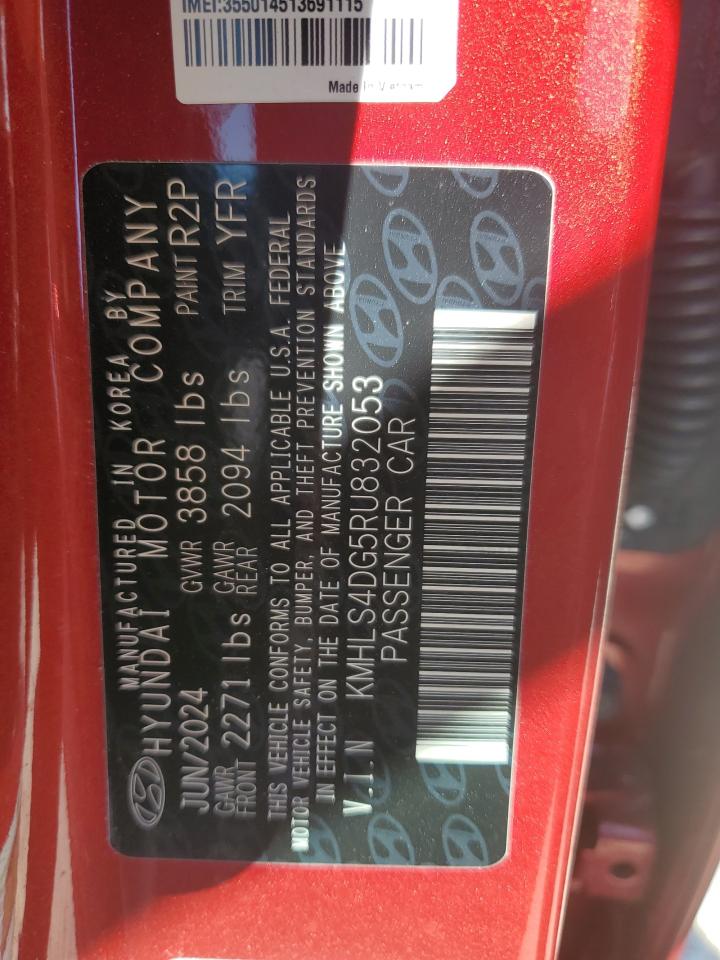 IMEI:355014513691115
Made In Vietnam
MANUFACTURED IN KOREA BY
HYUNDAI MOTOR COMPANY
JUN/2024 GVWR 3858 lbs PAINT R2P
GAWR FRONT 2271 lbs GAWR REAR 2094 lbs TRIM YFR
THIS VEHICLE CONFORMS TO ALL APPLICABLE U.S.A. FEDERAL
MOTOR VEHICLE SAFETY, BUMPER, AND THEFT PREVENTION STANDARDS
IN EFFECT ON THE DATE OF MANUFACTURE SHOWN ABOVE
V.I.N KMHLS4DG5RU832053
PASSENGER CAR